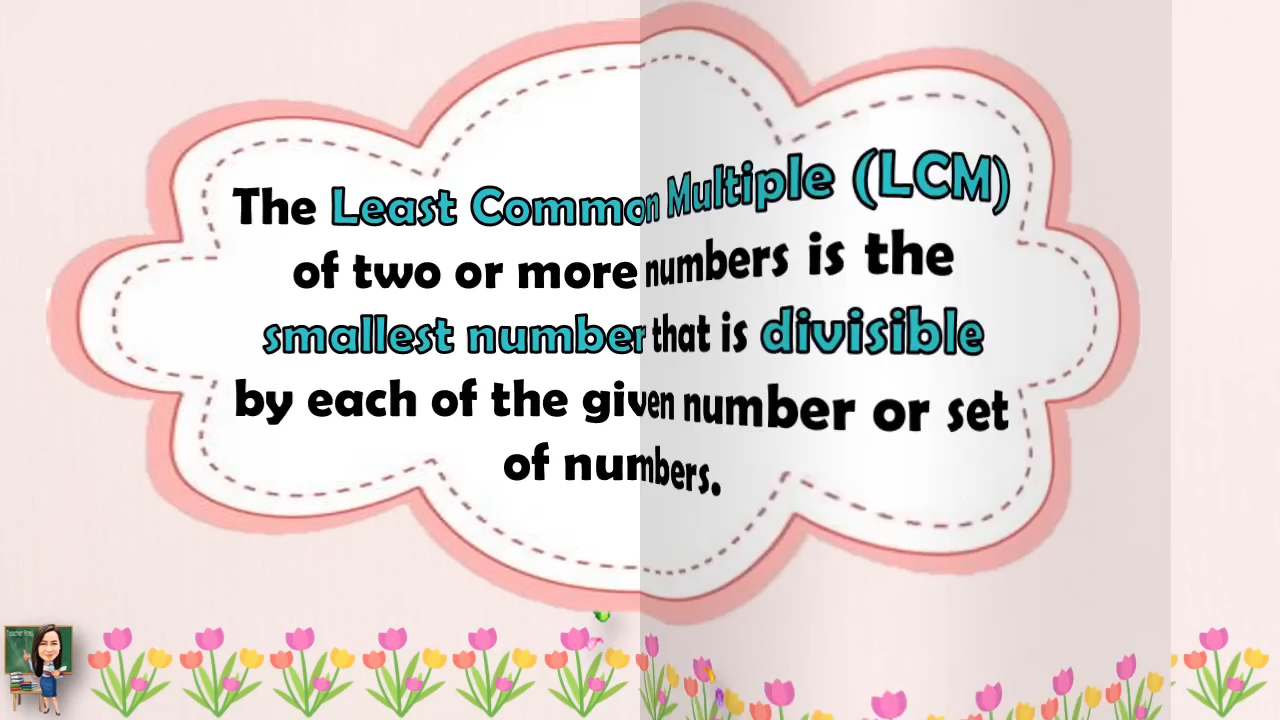 The Least Common Multiple (LCM)
of two or more numbers is the
smallest number that is divisible
by each of the given number or set
of numbers.